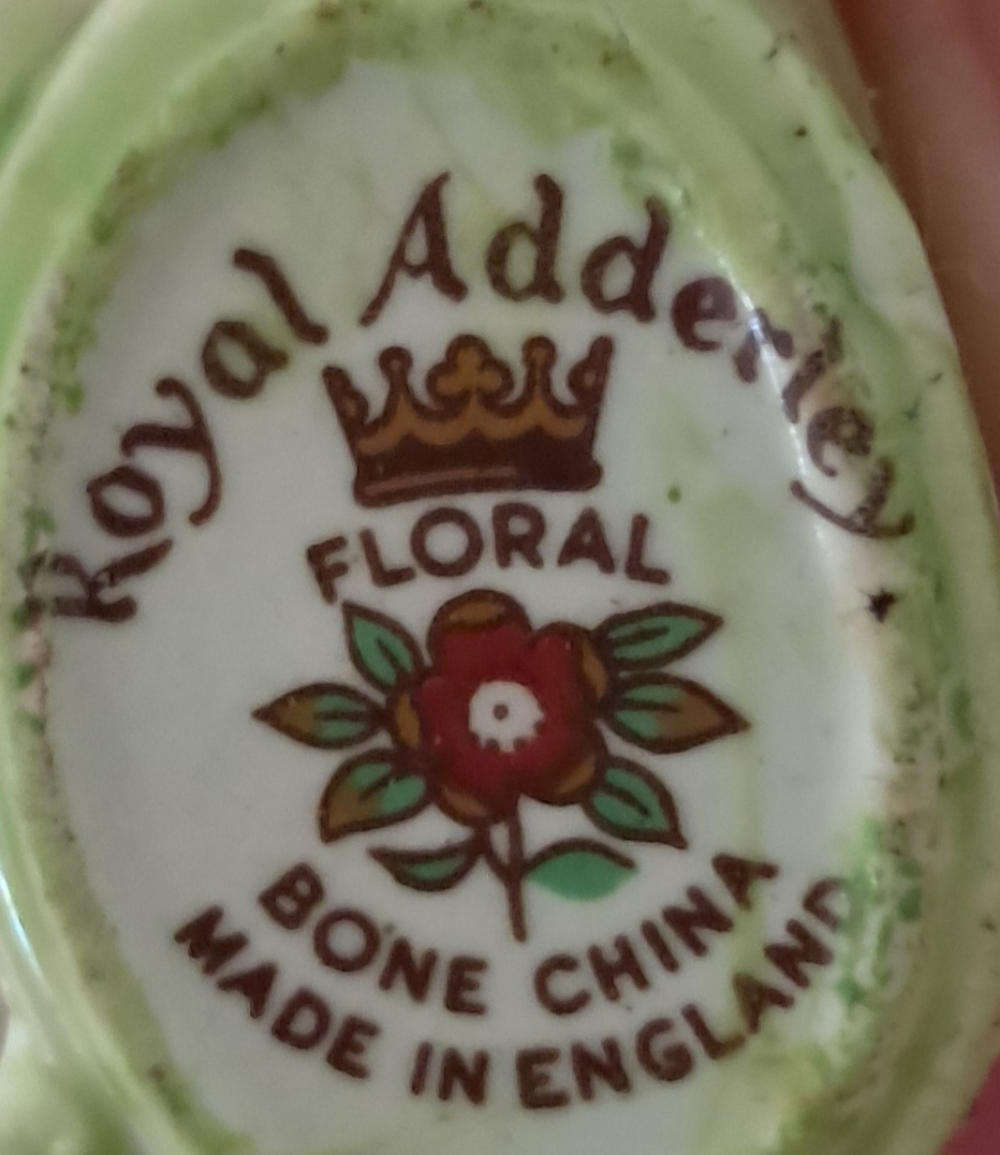 Royal Adderley
FLORAL
BONE CHINA
MADE IN ENGLAND